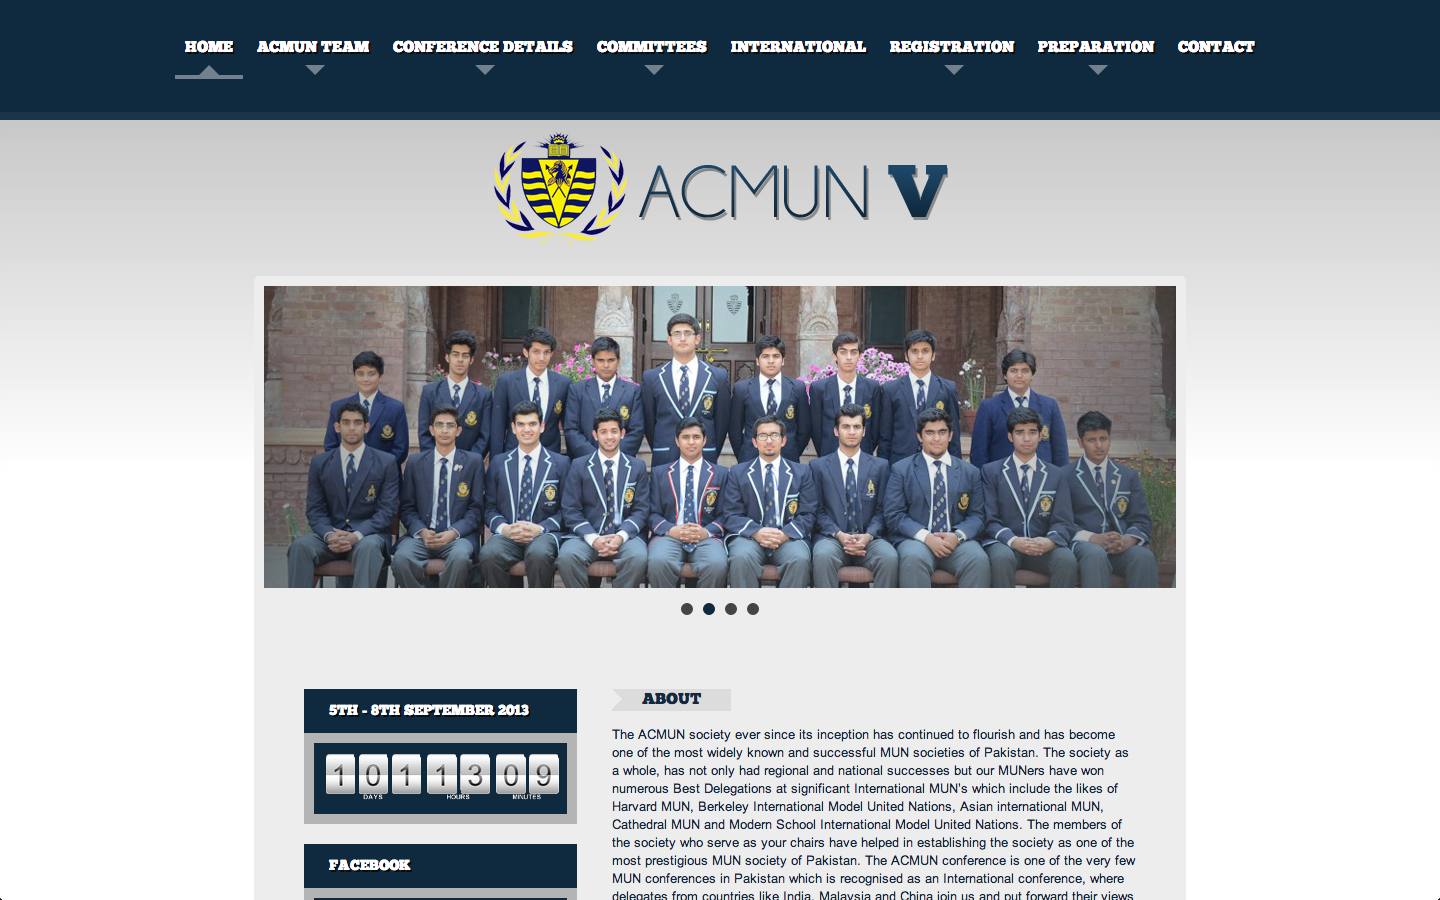 HOME ACMUN TEAM CONFERENCE DETAILS COMMITTEES INTERNATIONAL REGISTRATION PREPARATION CONTACT
ACMUN V
5TH - 8TH SEPTEMBER 2013
101 13 09
DAYS HOURS MINUTES
FACEBOOK
ABOUT
The ACMUN society ever since its inception has continued to flourish and has become
one of the most widely known and successful MUN societies of Pakistan. The society as
a whole, has not only had regional and national successes but our MUNers have won
numerous Best Delegations at significant International MUN's which include the likes of
Harvard MUN, Berkeley International Model United Nations, Asian international MUN,
Cathedral MUN and Modern School International Model United Nations. The members of
the society who serve as your chairs have helped in establishing the society as one of the
most prestigious MUN society of Pakistan. The ACMUN conference is one of the very few
MUN conferences in Pakistan which is recognised as an International conference, where
delegates from countries like India, Malaysia and China join us and put forward their views